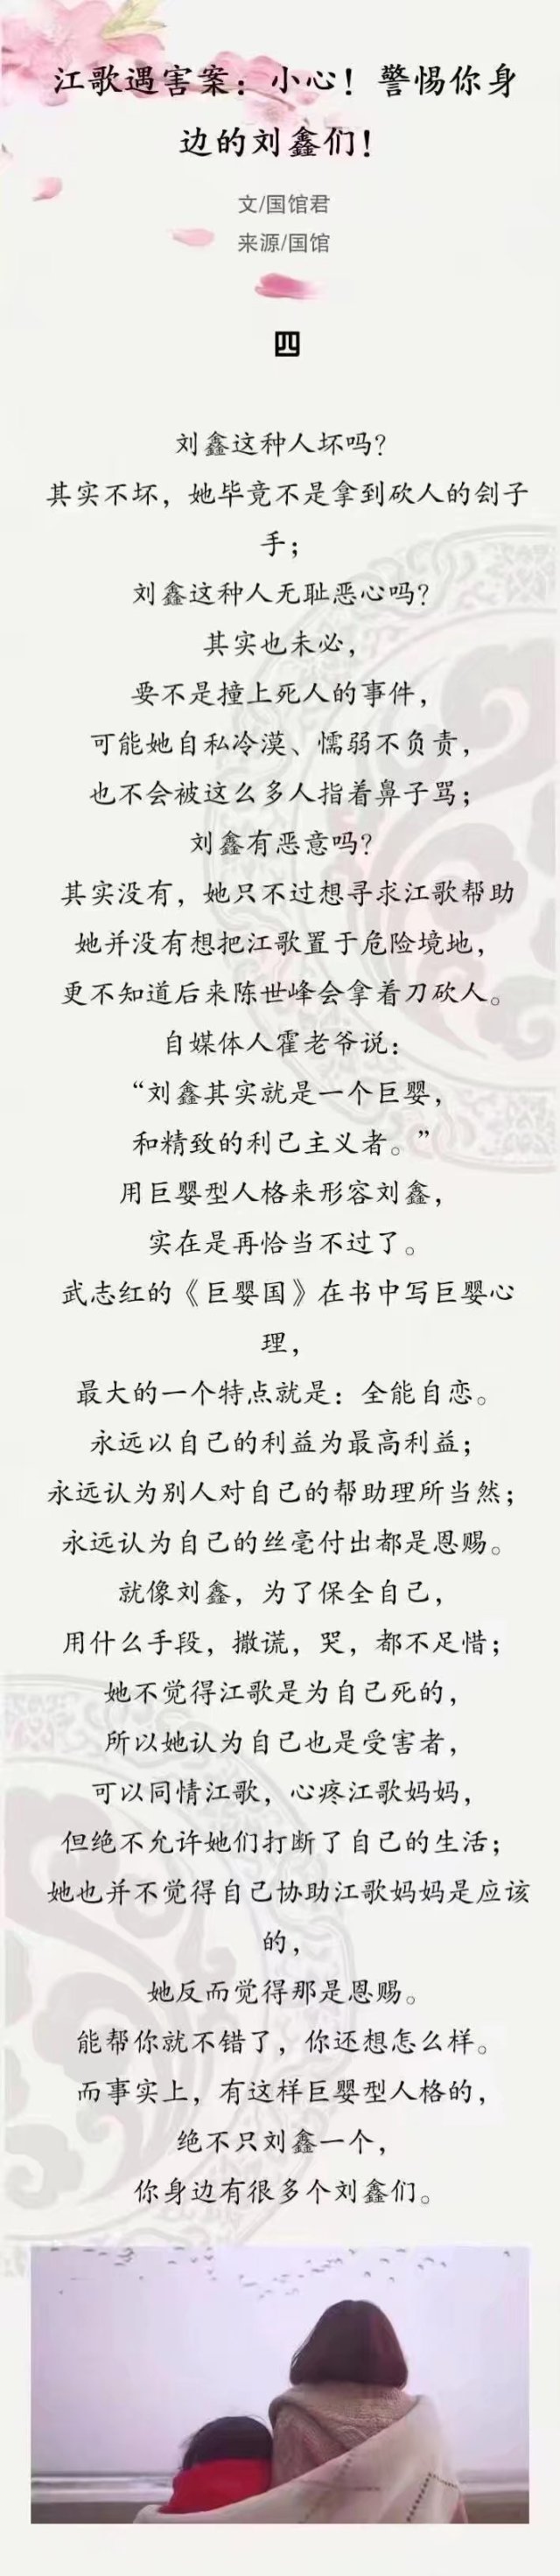 江歌遇害案：小心！警惕你身
边的刘鑫们！
文/国馆君
来源/国馆
四
刘鑫这种人坏吗？
其实不坏，她毕竟不是拿到砍人的刽子
手；
刘鑫这种人无耻恶心吗？
其实也未必，
要不是撞上死人的事件，
可能她自私冷漠、懦弱不负责，
也不会被这么多人指着鼻子骂；
刘鑫有恶意吗？
其实没有，她只不过想寻求江歌帮助
她并没有想把江歌置于危险境地，
更不知道后来陈世峰会拿着刀砍人。
自媒体人霍老爷说：
“刘鑫其实就是一个巨婴，
和精致的利己主义者。”
用巨婴型人格来形容刘鑫，
实在是再恰当不过了。
武志红的《巨婴国》在书中写巨婴心
理，
最大的一个特点就是：全能自恋。
永远以自己的利益为最高利益；
永远认为别人对自己的帮助理所当然；
永远认为自己的丝毫付出都是恩赐。
就像刘鑫，为了保全自己，
用什么手段，撒谎，哭，都不足惜；
她不觉得江歌是为自己死的，
所以她认为自己也是受害者，
可以同情江歌，心疼江歌妈妈，
但绝不允许她们打断了自己的生活；
她也并不觉得自己协助江歌妈妈是应该
的，
她反而觉得那是恩赐。
能帮你就不错了，你还想怎么样。
而事实上，有这样巨婴型人格的，
绝不只刘鑫一个，
你身边有很多个刘鑫们。